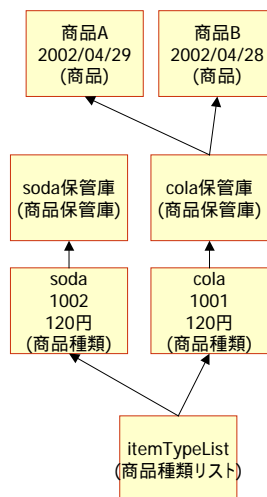 商品A
2002/04/29
(商品)
商品B
2002/04/28
(商品)
soda保管庫
(商品保管庫)
cola保管庫
(商品保管庫)
soda
1002
120円
(商品種類)
cola
1001
120円
(商品種類)
itemTypeList
(商品種類リスト)